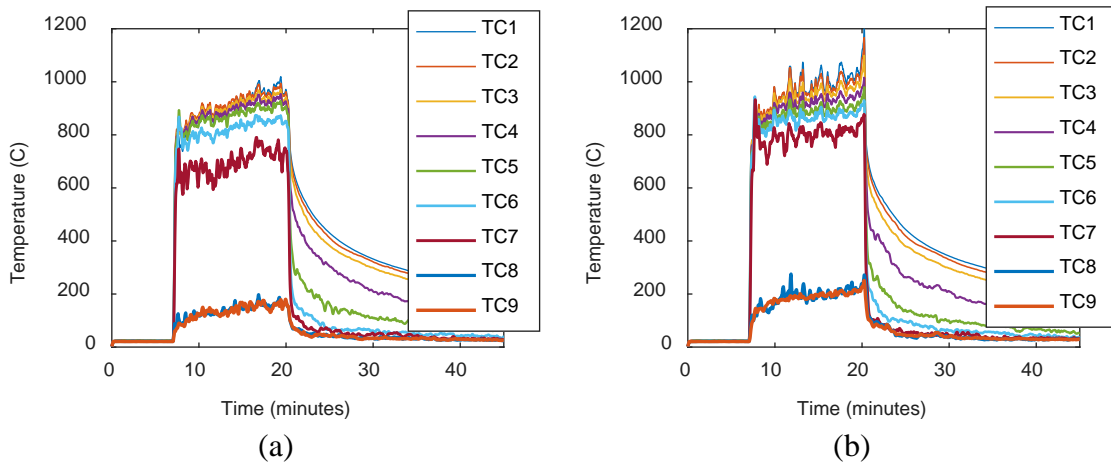 1200
1000
800
600
400
200
0
Temperature (C)
0
10
20
30
40
Time (minutes)
TC1
TC2
TC3
TC4
TC5
TC6
TC7
TC8
TC9
(a)
1200
1000
800
600
400
200
0
Temperature (C)
0
10
20
30
40
Time (minutes)
TC1
TC2
TC3
TC4
TC5
TC6
TC7
TC8
TC9
(b)